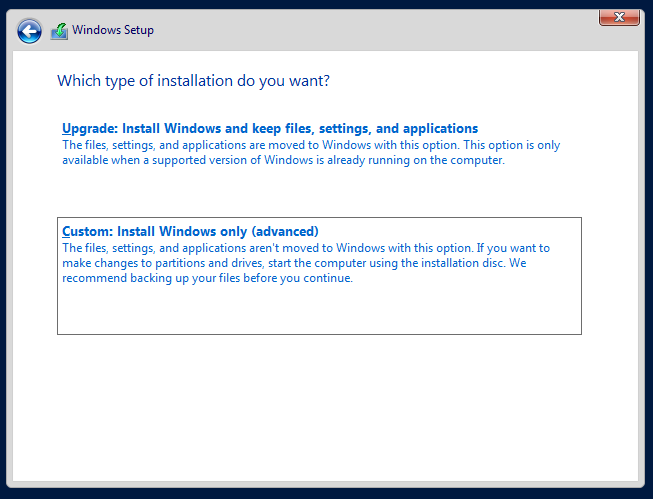 Windows Setup
Which type of installation do you want?
Upgrade: Install Windows and keep files, settings, and applications
The files, settings, and applications are moved to Windows with this option. This option is only
available when a supported version of Windows is already running on the computer.
Custom: Install Windows only (advanced)
The files, settings, and applications aren't moved to Windows with this option. If you want to
make changes to partitions and drives, start the computer using the installation disc. We
recommend backing up your files before you continue.